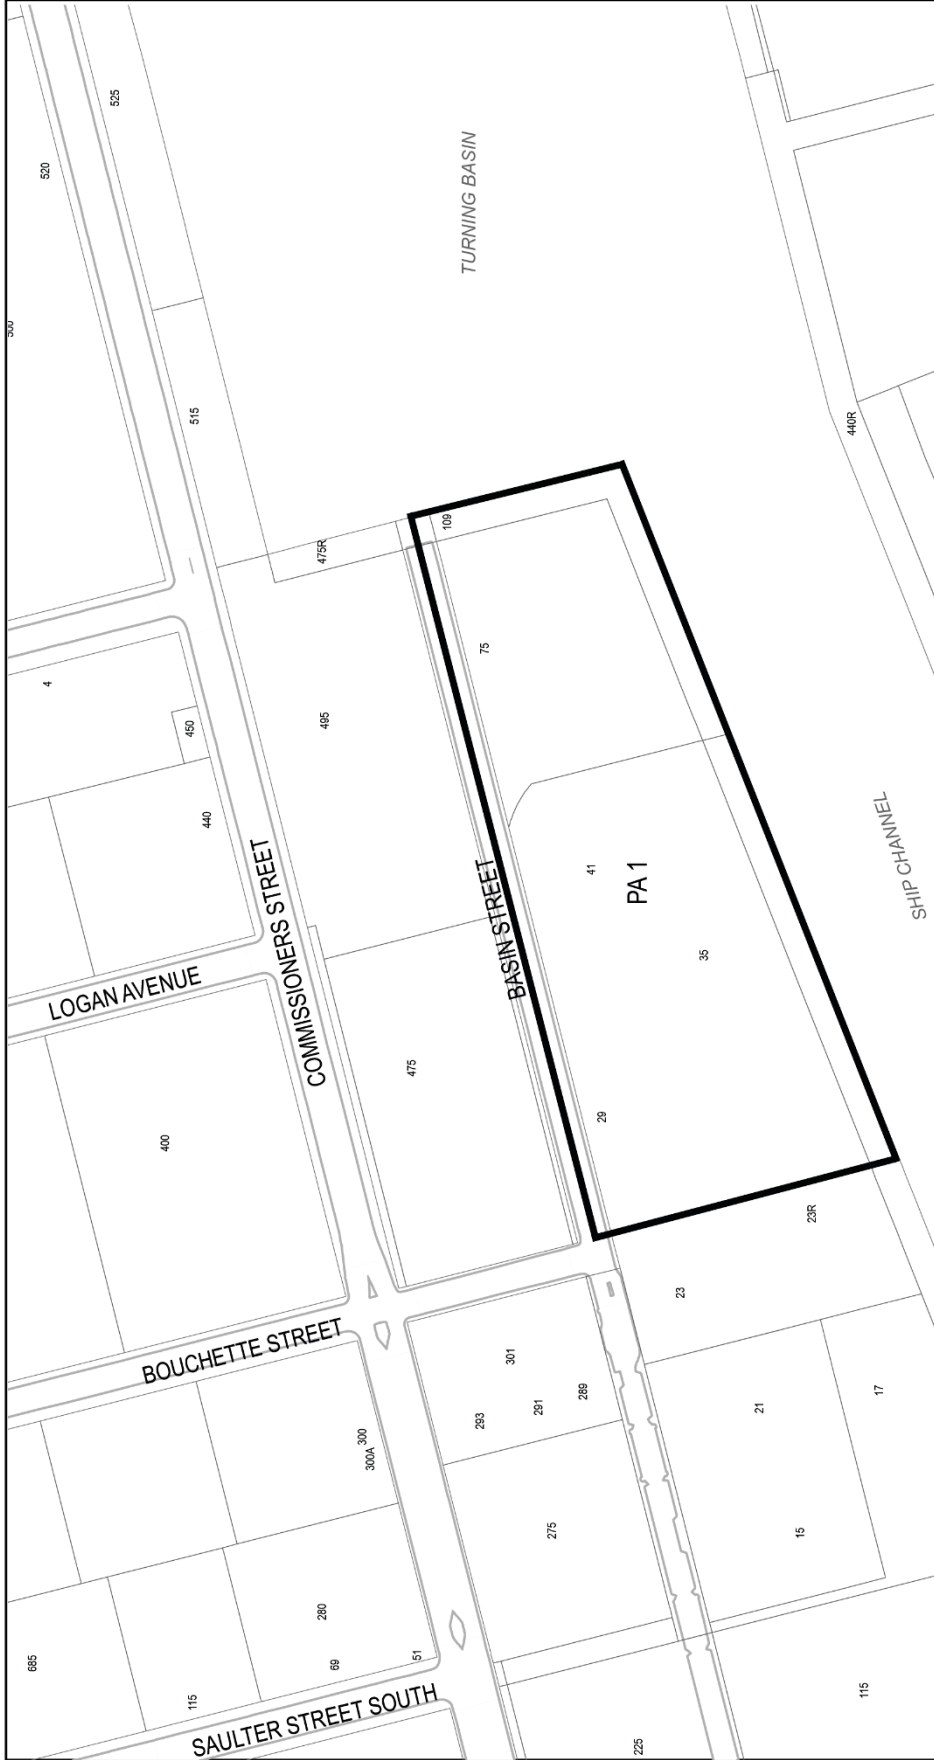 525
520
500
TURNING BASIN
515
440R
109
475R
75
4
495
450
440
COMMISSIONERS STREET
41
PA 1
SHIP CHANNEL
BASIN STREET
35
LOGAN AVENUE
475
29
400
23R
23
BOUCHETTE STREET
301
289
291
293
21
17
300
300A
275
15
280
69
51
685
115
SAULTER STREET SOUTH
115
225